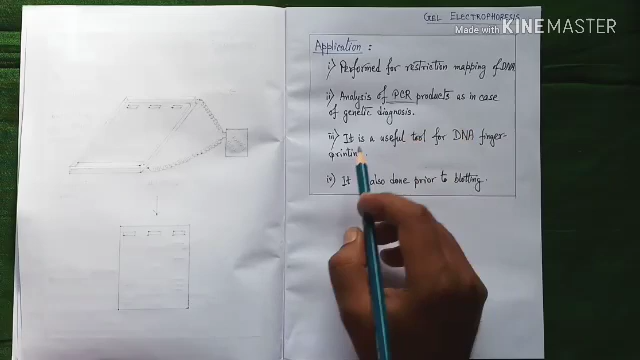 GEL ELECTROPHORESIS
Made with KINEMASTER
Application :
i) Performed for restriction mapping of DNA
ii) Analysis of PCR products as in case
of genetic diagnosis.
iii) It is a useful tool for DNA finger-
printing.
iv) It also done prior to blotting.